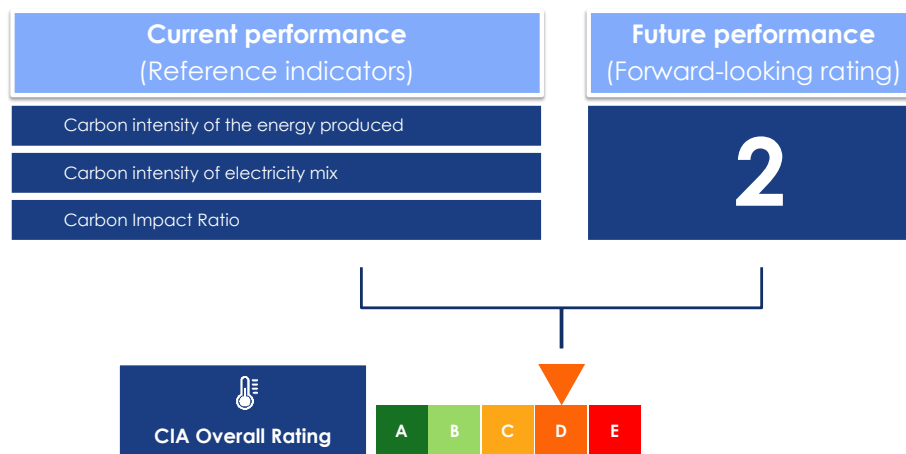 Current performance
(Reference indicators)
Future performance
(Forward-looking rating)
Carbon intensity of the energy produced
Carbon intensity of electricity mix
Carbon Impact Ratio
2
CIA Overall Rating
A B C D E